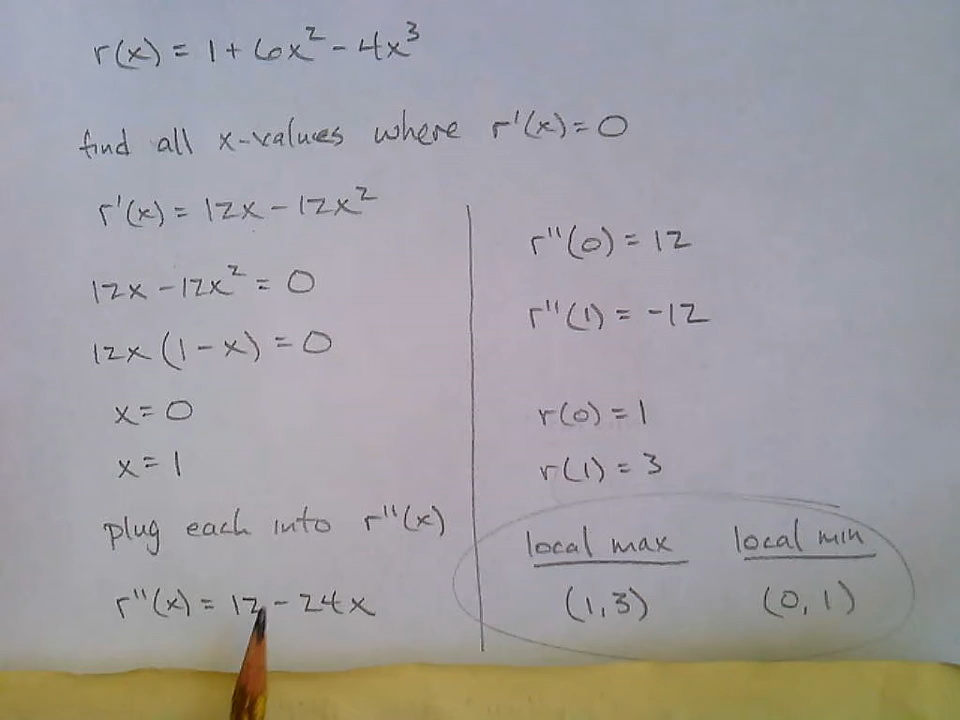 r(x) = 1 + 6x² - 4x³
find all x-values where r'(x) = 0
r'(x) = 12x - 12x²
12x - 12x² = 0
12x (1 - x) = 0
x = 0
x = 1
plug each into r''(x)
r''(x) = 12 - 24x
r''(0) = 12
r''(1) = -12
r(0) = 1
r(1) = 3
local max local min
(1, 3) (0, 1)